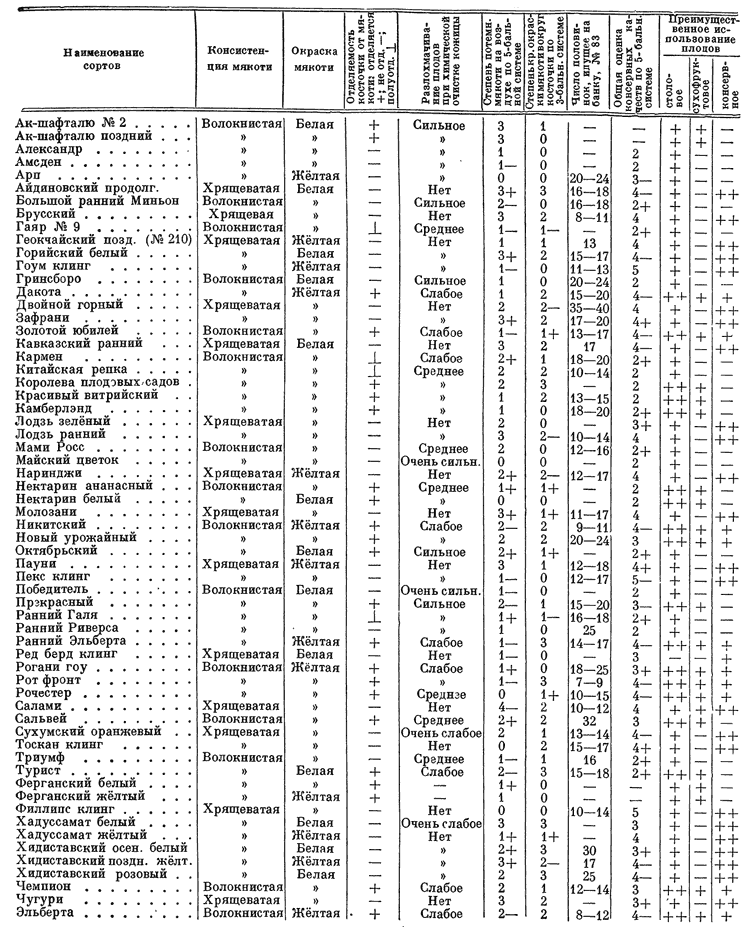 Наименование сортов | Консистенция мякоти | Окраска мякоти | Отделяемость косточки от мякоти: отделяется +; не отд. —; полуотд. ⊥ | Разлохмачивание плодов при химической очистке кожицы | Степень потемн. мякоти на воздухе по 5-бальной системе | Степень кр. окраски мякоти вокруг косточки по 3-бальн. системе | Число половинок, идущее на банку, № 83 | Общая оценка консервных качеств по 5-бальн. системе | Преимущественное использование плодов: столовое | сухофруктовое | консервное
Ак-шафталю № 2 | Волокнистая | Белая | + | Сильное | 3 | 1 | — | — | + | + | —
Ак-шафталю поздний | » | » | + | » | 3 | 0 | — | — | + | + | —
Александр | » | » | — | » | 1 | 0 | — | 2 | + | — | —
Амсден | » | » | — | » | 1— | 0 | — | 2 | + | — | —
Арп | » | Жёлтая | — | » | 0 | 0 | 20—24 | 3— | + | — | —
Айдиновский продолг. | Хрящеватая | Белая | — | Нет | 3+ | 3 | 16—18 | 4— | + | — | ++
Большой ранний Миньон | Волокнистая | » | — | Сильное | 2— | 0 | 16—18 | 2+ | + | — | —
Брусский | Хрящевая | » | — | Нет | 3 | 2 | 8—11 | 4 | + | — | ++
Гаяр № 9 | Волокнистая | » | ⊥ | Среднее | 1— | 1— | — | 2+ | + | — | —
Геокчайский позд. (№ 210) | Хрящеватая | Жёлтая | — | Нет | 1 | 1 | 13 | 4 | + | — | ++
Горийский белый | » | Белая | — | » | 3+ | 2 | 15—17 | 4— | + | — | ++
Гоум клинг | » | Жёлтая | — | » | 1— | 0 | 11—13 | 5 | + | — | ++
Гринсборо | Волокнистая | Белая | — | Сильное | 1 | 0 | 20—24 | 2 | + | — | —
Дакота | » | Жёлтая | + | Слабое | 1 | 2 | 15—20 | 4— | ++ | + | +
Двойной горный | Хрящеватая | » | — | Нет | 2 | 2— | 35—40 | 4 | + | — | ++
Зафрани | » | » | — | » | 3+ | 2 | 17—20 | 4+ | + | — | ++
Золотой юбилей | Волокнистая | » | + | Слабое | 1— | 1+ | 13—17 | 4— | ++ | + | +
Кавказский ранний | Хрящеватая | Белая | — | Нет | 3 | 2 | 17 | 4— | + | — | ++
Кармен | Волокнистая | » | ⊥ | Слабое | 2+ | 1 | 18—20 | 2+ | + | — | —
Китайская репка | » | » | ⊥ | Среднее | 2 | 2 | 10—14 | 2 | + | — | —
Королева плодовых садов | » | » | + | » | 2 | 3 | — | 2 | ++ | + | —
Красивый витрийский | » | » | + | » | 1 | 2 | 13—15 | 2 | ++ | + | —
Камберлэнд | » | » | + | » | 1 | 0 | 18—20 | 2+ | ++ | + | —
Лодзь зелёный | Хрящеватая | » | — | Нет | 2 | 0 | — | 3+ | + | — | ++
Лодзь ранний | » | » | — | » | 3 | 2— | 10—14 | 4 | + | — | ++
Мами Росс | Волокнистая | » | — | Среднее | 2 | 0 | 12—16 | 2+ | + | — | —
Майский цветок | » | » | — | Очень сильн. | 0 | 0 | — | 2 | + | — | —
Наринджи | Хрящеватая | Жёлтая | — | Нет | 2+ | 2— | 12—17 | 4 | + | — | ++
Нектарин ананасный | Волокнистая | » | + | Среднее | 1+ | 1+ | — | 2 | ++ | + | —
Нектарин белый | » | Белая | + | » | 0 | 0 | — | 2 | ++ | + | —
Молозани | Хрящеватая | » | — | Нет | 3+ | 1+ | 11—17 | 4 | + | — | ++
Никитский | Волокнистая | Жёлтая | + | Слабое | 2— | 2 | 9—11 | 4— | ++ | + | +
Новый урожайный | » | » | + | » | 2 | 2 | 20—24 | 3 | ++ | + | +
Октябрьский | » | Белая | + | Сильное | 2+ | 1+ | — | 2+ | + | — | —
Пауни | Хрящеватая | Жёлтая | — | Нет | 3 | 1 | 12—18 | 4+ | + | — | ++
Пекс клинг | » | » | — | » | 1— | 0 | 12—17 | 5— | + | — | ++
Победитель | Волокнистая | Белая | — | Очень сильн. | 1— | 0 | — | 2 | + | — | —
Прекрасный | » | » | + | Сильное | 2— | 1 | 15—20 | 3— | ++ | + | —
Ранний Галя | » | » | ⊥ | » | 1+ | 1— | 16—18 | 2+ | + | — | —
Ранний Риверса | » | » | — | » | 1 | 0 | 25 | 2 | + | — | —
Ранний Эльберта | » | Жёлтая | + | Слабое | 1— | 3 | 14—17 | 4— | ++ | + | +
Ред берд клинг | Хрящеватая | Белая | — | Нет | 1— | 0 | — | 3 | — | — | +
Рогани гоу | Волокнистая | Жёлтая | + | Слабое | 1+ | 0 | 18—25 | 3+ | ++ | + | +
Рот фронт | » | » | + | » | 1— | 3 | 7—9 | 4— | ++ | + | +
Рочестер | » | » | + | Среднее | 0 | 1+ | 10—15 | 4— | ++ | + | +
Салами | Хрящеватая | » | — | Нет | 4— | 2 | 10—12 | 4 | + | + | ++
Сальвей | Волокнистая | » | + | Среднее | 2+ | 2 | 32 | 3 | ++ | + | —
Сухумский оранжевый | Хрящеватая | » | — | Очень слабое | 2 | 1 | 13—14 | 4— | + | — | ++
Тоскан клинг | » | » | — | Нет | 0 | 2 | 15—17 | 4+ | + | — | ++
Триумф | Волокнистая | » | — | Среднее | 1— | 1 | 16 | 2+ | + | — | —
Турист | » | Белая | + | Слабое | 2— | 3 | 15—18 | 2+ | ++ | + | —
Ферганский белый | » | » | + | — | 1+ | 0 | — | — | + | + | —
Ферганский жёлтый | » | Жёлтая | + | — | 1 | 0 | — | — | + | + | —
Филлипс клинг | Хрящеватая | » | — | Нет | 0 | 0 | 10—14 | 5 | + | — | ++
Хадуссамат белый | » | Белая | — | Очень слабое | 3 | 3 | — | 3 | + | — | ++
Хадуссамат жёлтый | » | Жёлтая | — | Нет | 1+ | 1+ | — | 4 | + | — | ++
Хидиставский осен. белый | » | Белая | — | » | 2+ | 3 | 30 | 3+ | + | — | ++
Хидиставский поздн. жёлт. | » | Жёлтая | — | » | 3+ | 2— | 17 | 4— | + | — | ++
Хидиставский розовый | » | Белая | — | » | 2 | 3 | 25 | 4— | + | — | ++
Чемпион | Волокнистая | » | + | Слабое | 2 | 1 | 12—14 | 3 | ++ | + | +
Чугури | Хрящеватая | » | — | Нет | 3 | 2 | — | 3+ | + | — | ++
Эльберта | Волокнистая | Жёлтая | + | Слабое | 2— | 2 | 8—12 | 4— | ++ | + | +